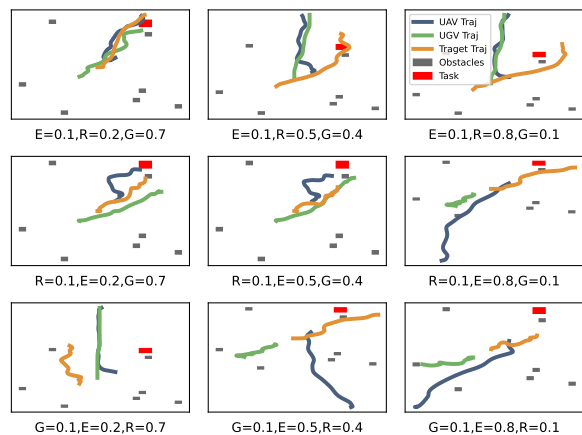 UAV Traj
UGV Traj
Traget Traj
Obstacles
Task
E=0.1,R=0.2,G=0.7
E=0.1,R=0.5,G=0.4
E=0.1,R=0.8,G=0.1
R=0.1,E=0.2,G=0.7
R=0.1,E=0.5,G=0.4
R=0.1,E=0.8,G=0.1
G=0.1,E=0.2,R=0.7
G=0.1,E=0.5,R=0.4
G=0.1,E=0.8,R=0.1